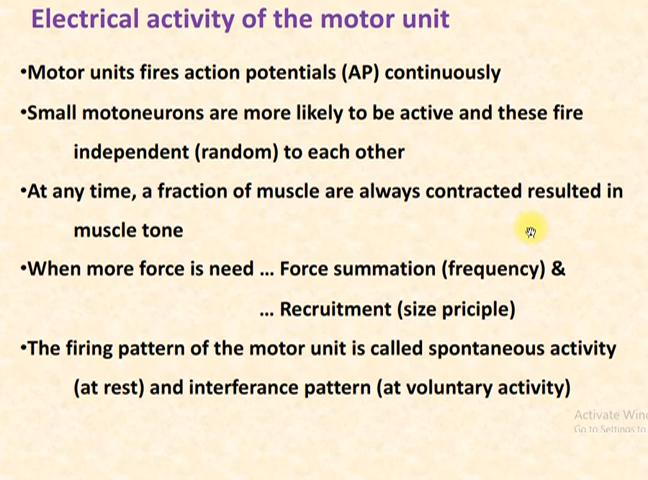 Electrical activity of the motor unit
•Motor units fires action potentials (AP) continuously
•Small motoneurons are more likely to be active and these fire
independent (random) to each other
•At any time, a fraction of muscle are always contracted resulted in
muscle tone
•When more force is need ... Force summation (frequency) &
... Recruitment (size priciple)
•The firing pattern of the motor unit is called spontaneous activity
(at rest) and interferance pattern (at voluntary activity)
Activate Win
Go to Settings to